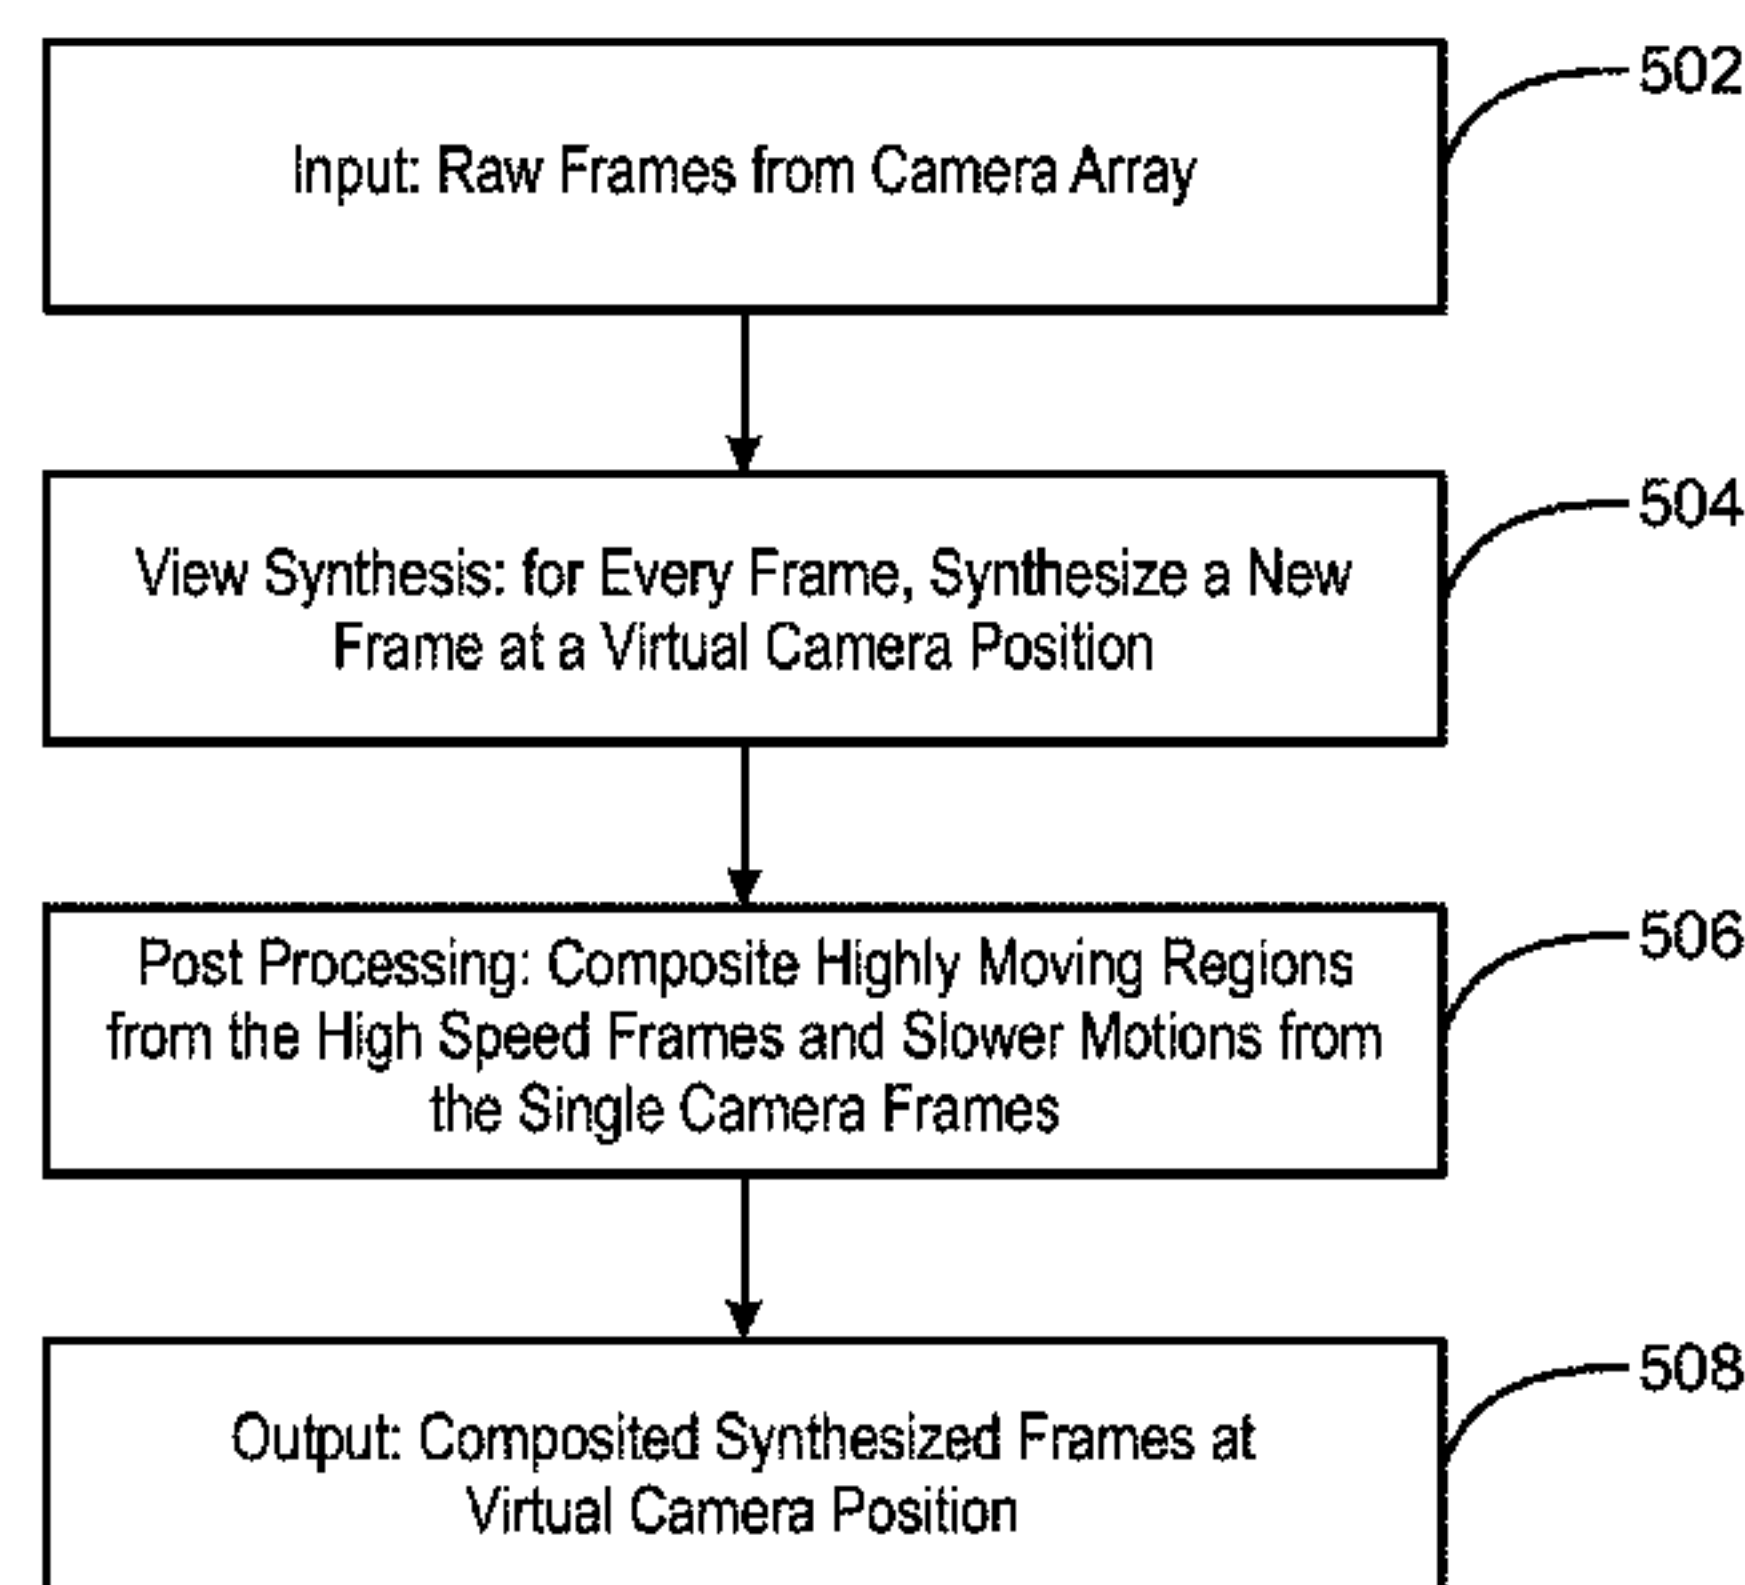 502
Input: Raw Frames from Camera Array
504
View Synthesis: for Every Frame, Synthesize a New
Frame at a Virtual Camera Position
506
Post Processing: Composite Highly Moving Regions
from the High Speed Frames and Slower Motions from
the Single Camera Frames
508
Output: Composited Synthesized Frames at
Virtual Camera Position